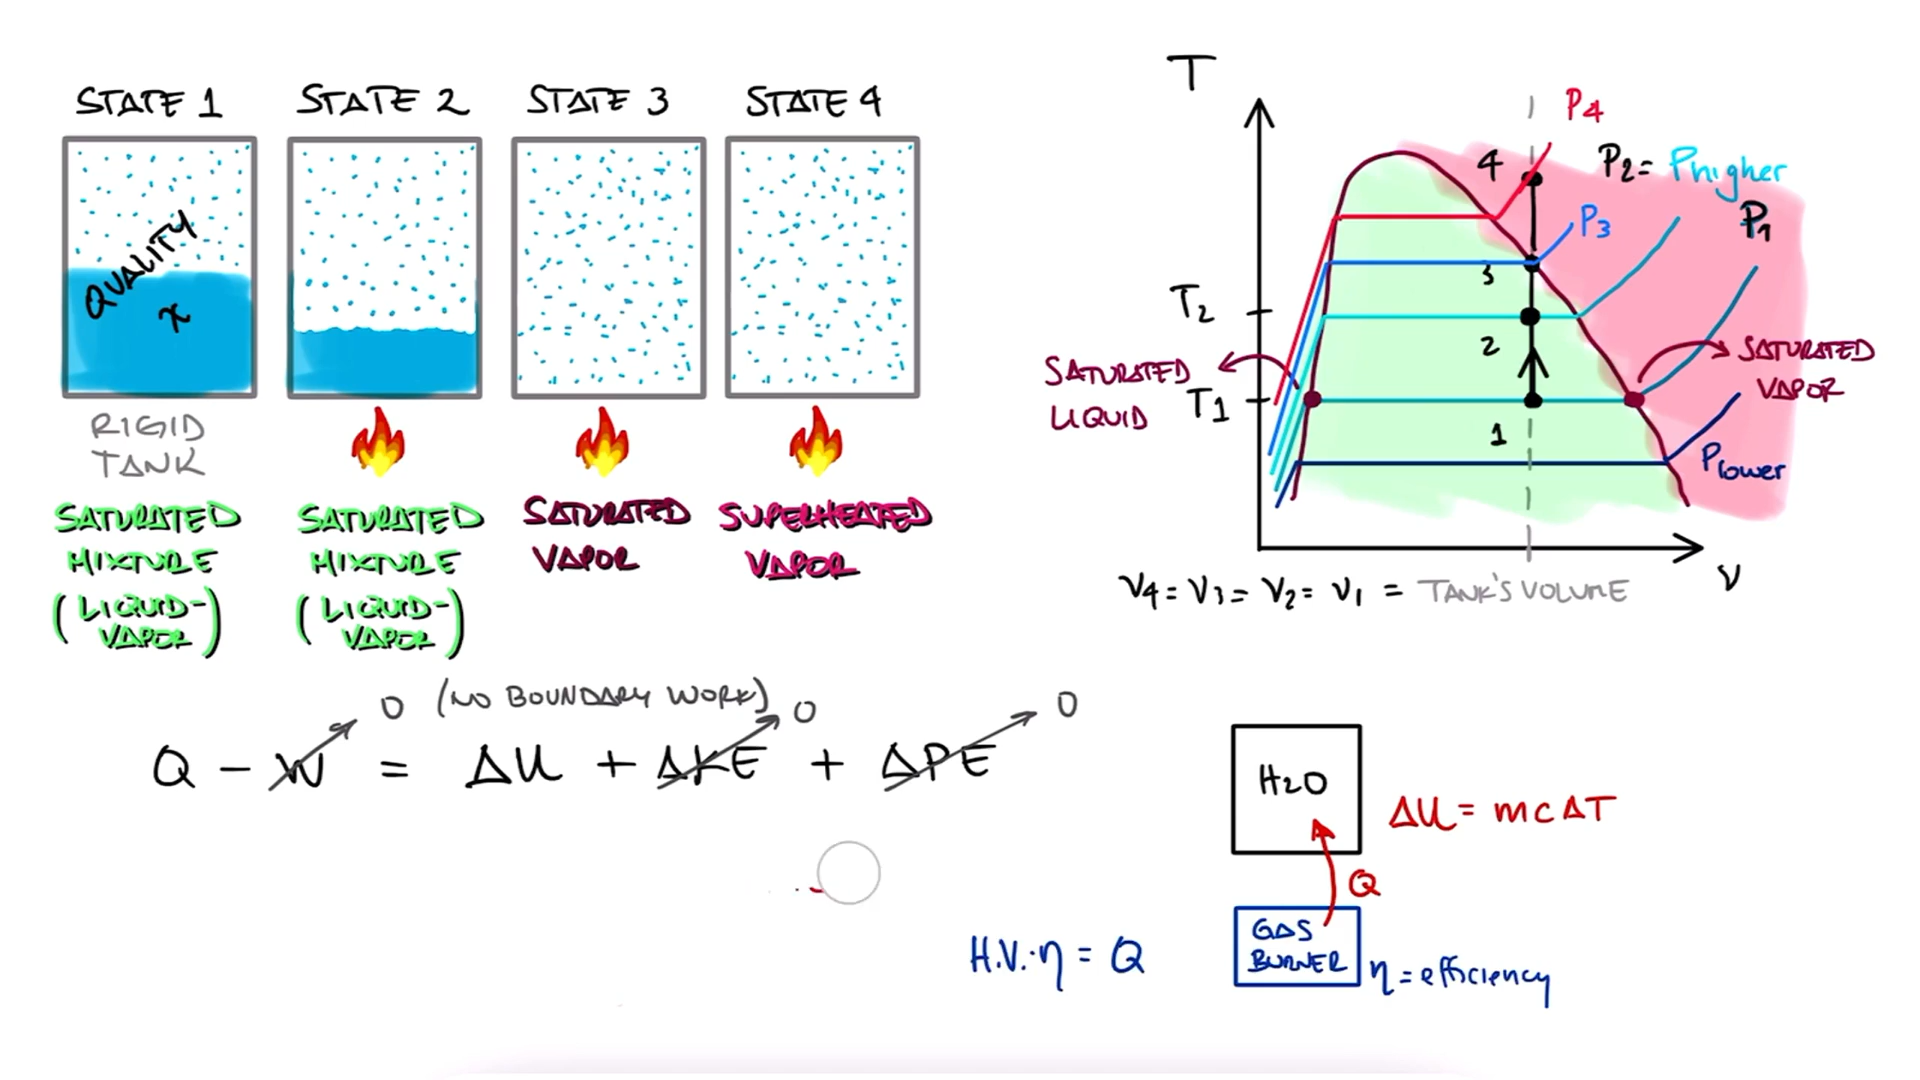 STATE 1
STATE 2
STATE 3
STATE 4
QUALITY
x
RIGID
TANK
SATURATED
MIXTURE
(LIQUID-
VAPOR)
SATURATED
MIXTURE
(LIQUID-
VAPOR)
SATURATED
VAPOR
SUPERHEATED
VAPOR
T
P4
4
P2= Phigher
P1
P3
3
T2
2
SATURATED
LIQUID
T1
SATURATED
VAPOR
1
Plower
v
v4 = v3 = v2 = v1 = TANK'S VOLUME
0 (NO BOUNDARY WORK) 0 0
Q - W = ΔU + ΔKE + ΔPE
H2O
ΔU = mcΔT
Q
GAS
BURNER
H.V.·η = Q
η = efficiency